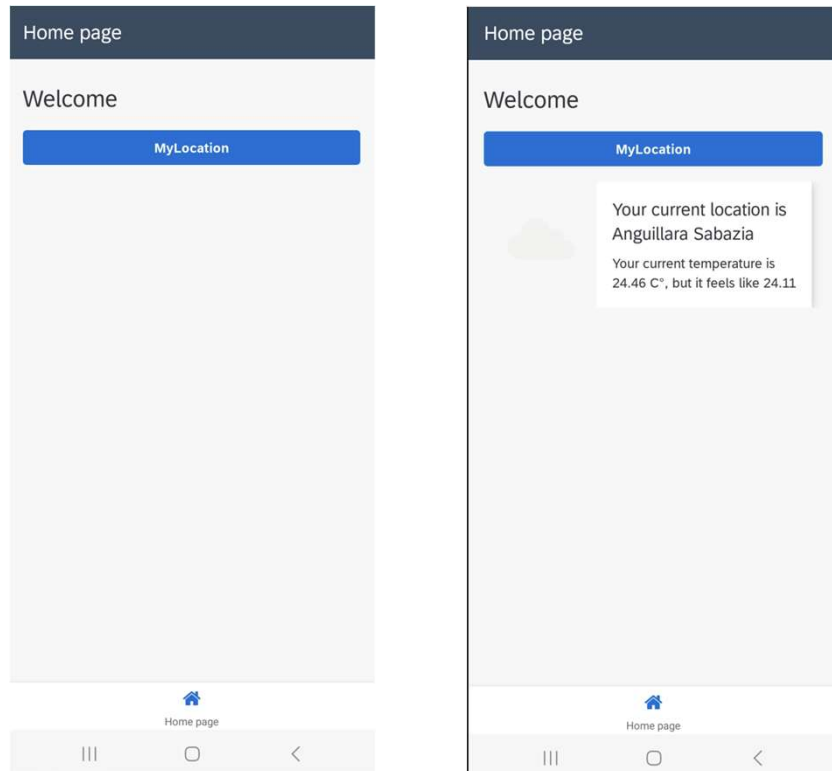 Home page
Welcome
MyLocation
Home page
Home page
Welcome
MyLocation
Your current location is
Anguillara Sabazia
Your current temperature is
24.46 C°, but it feels like 24.11
Home page